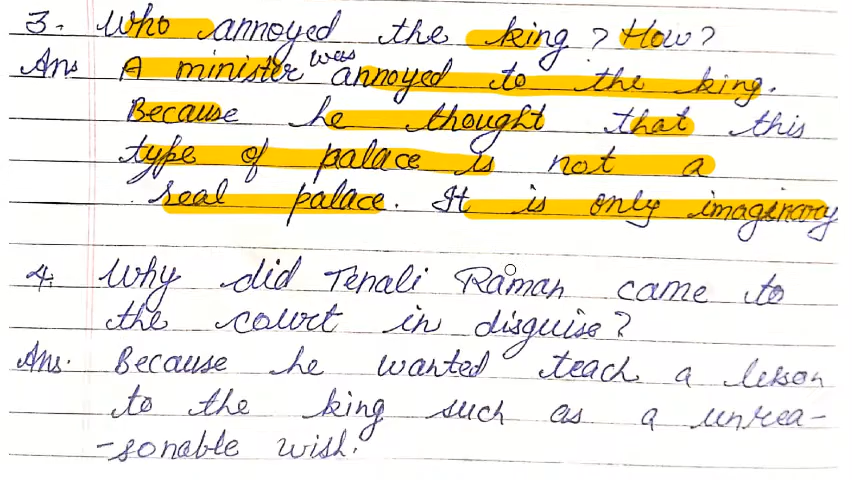 3. Who annoyed the king? How?
Ans A minister was annoyed to the king.
Because he thought that this
type of palace is not a
real palace. It is only imaginary
4. Why did Tenali Raman came to
the court in disguise?
Ans. Because he wanted teach a lesson
to the king such as a unrea-
-sonable wish.